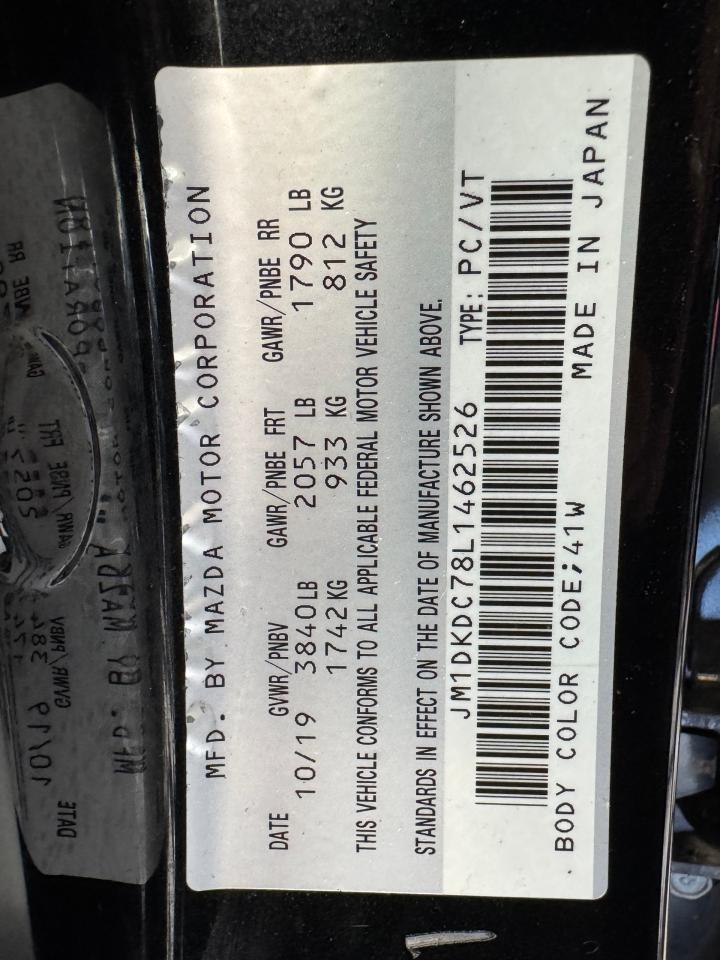 MFD. BY MAZDA MOTOR CORPORATION
DATE GVWR/PNBV GAWR/PNBE FRT GAWR/PNBE RR
10/19 3840LB 2057 LB 1790 LB
1742KG 933 KG 812 KG
THIS VEHICLE CONFORMS TO ALL APPLICABLE FEDERAL MOTOR VEHICLE SAFETY
STANDARDS IN EFFECT ON THE DATE OF MANUFACTURE SHOWN ABOVE.
JM1DKDC78L1462526 TYPE: PC/VT
BODY COLOR CODE;41W MADE IN JAPAN